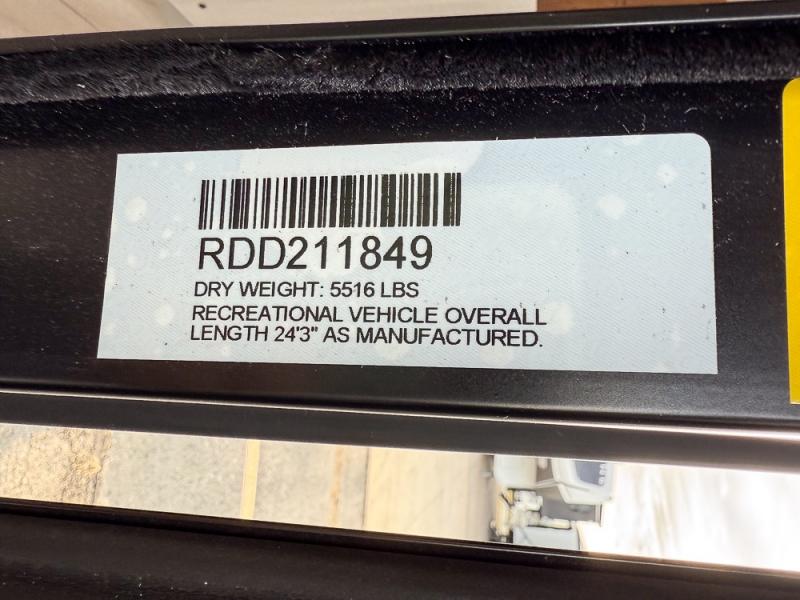 RDD211849
DRY WEIGHT: 5516 LBS
RECREATIONAL VEHICLE OVERALL
LENGTH 24'3" AS MANUFACTURED.